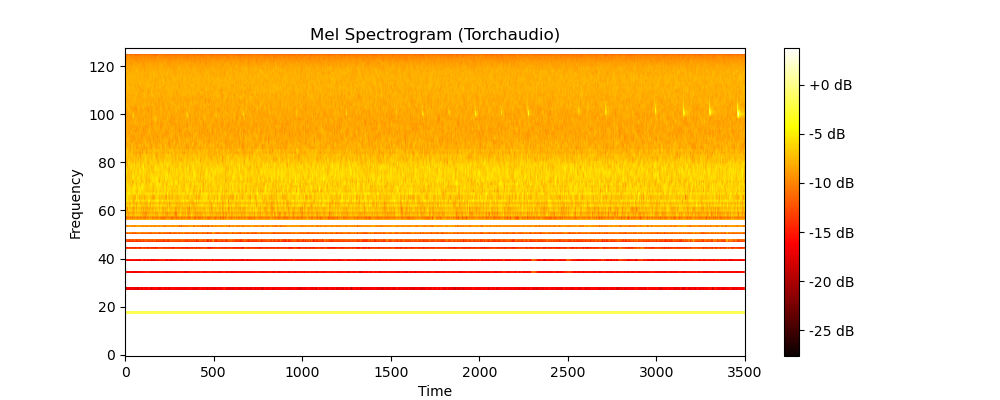 Mel Spectrogram (Torchaudio)
Frequency
120
100
80
60
40
20
0
0 500 1000 1500 2000 2500 3000 3500
Time
+0 dB
-5 dB
-10 dB
-15 dB
-20 dB
-25 dB